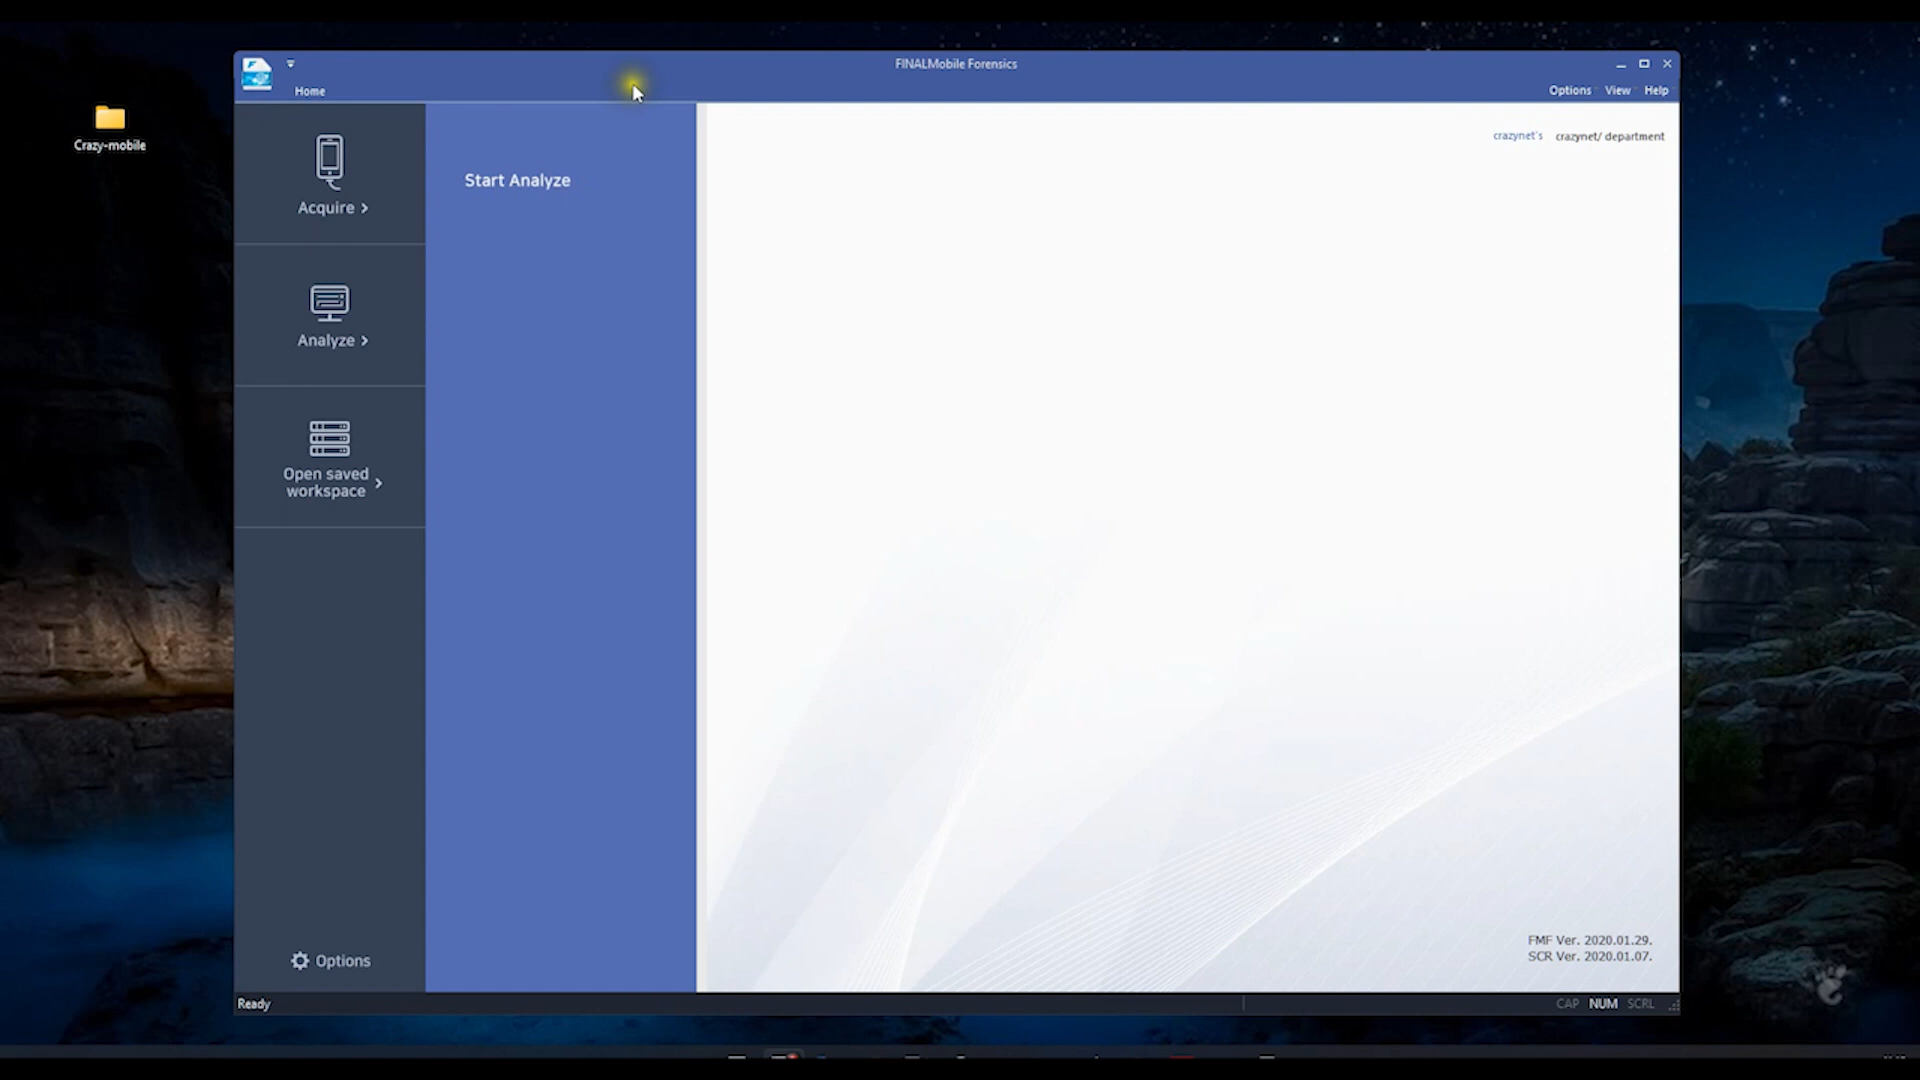 Crazy-mobile
FINALMobile Forensics
Home
Options View Help
Acquire >
Start Analyze
crazynet's crazynet/ department
Analyze >
Open saved
workspace >
Options
FMF Ver. 2020.01.29.
SCR Ver. 2020.01.07.
Ready
CAP NUM SCRL